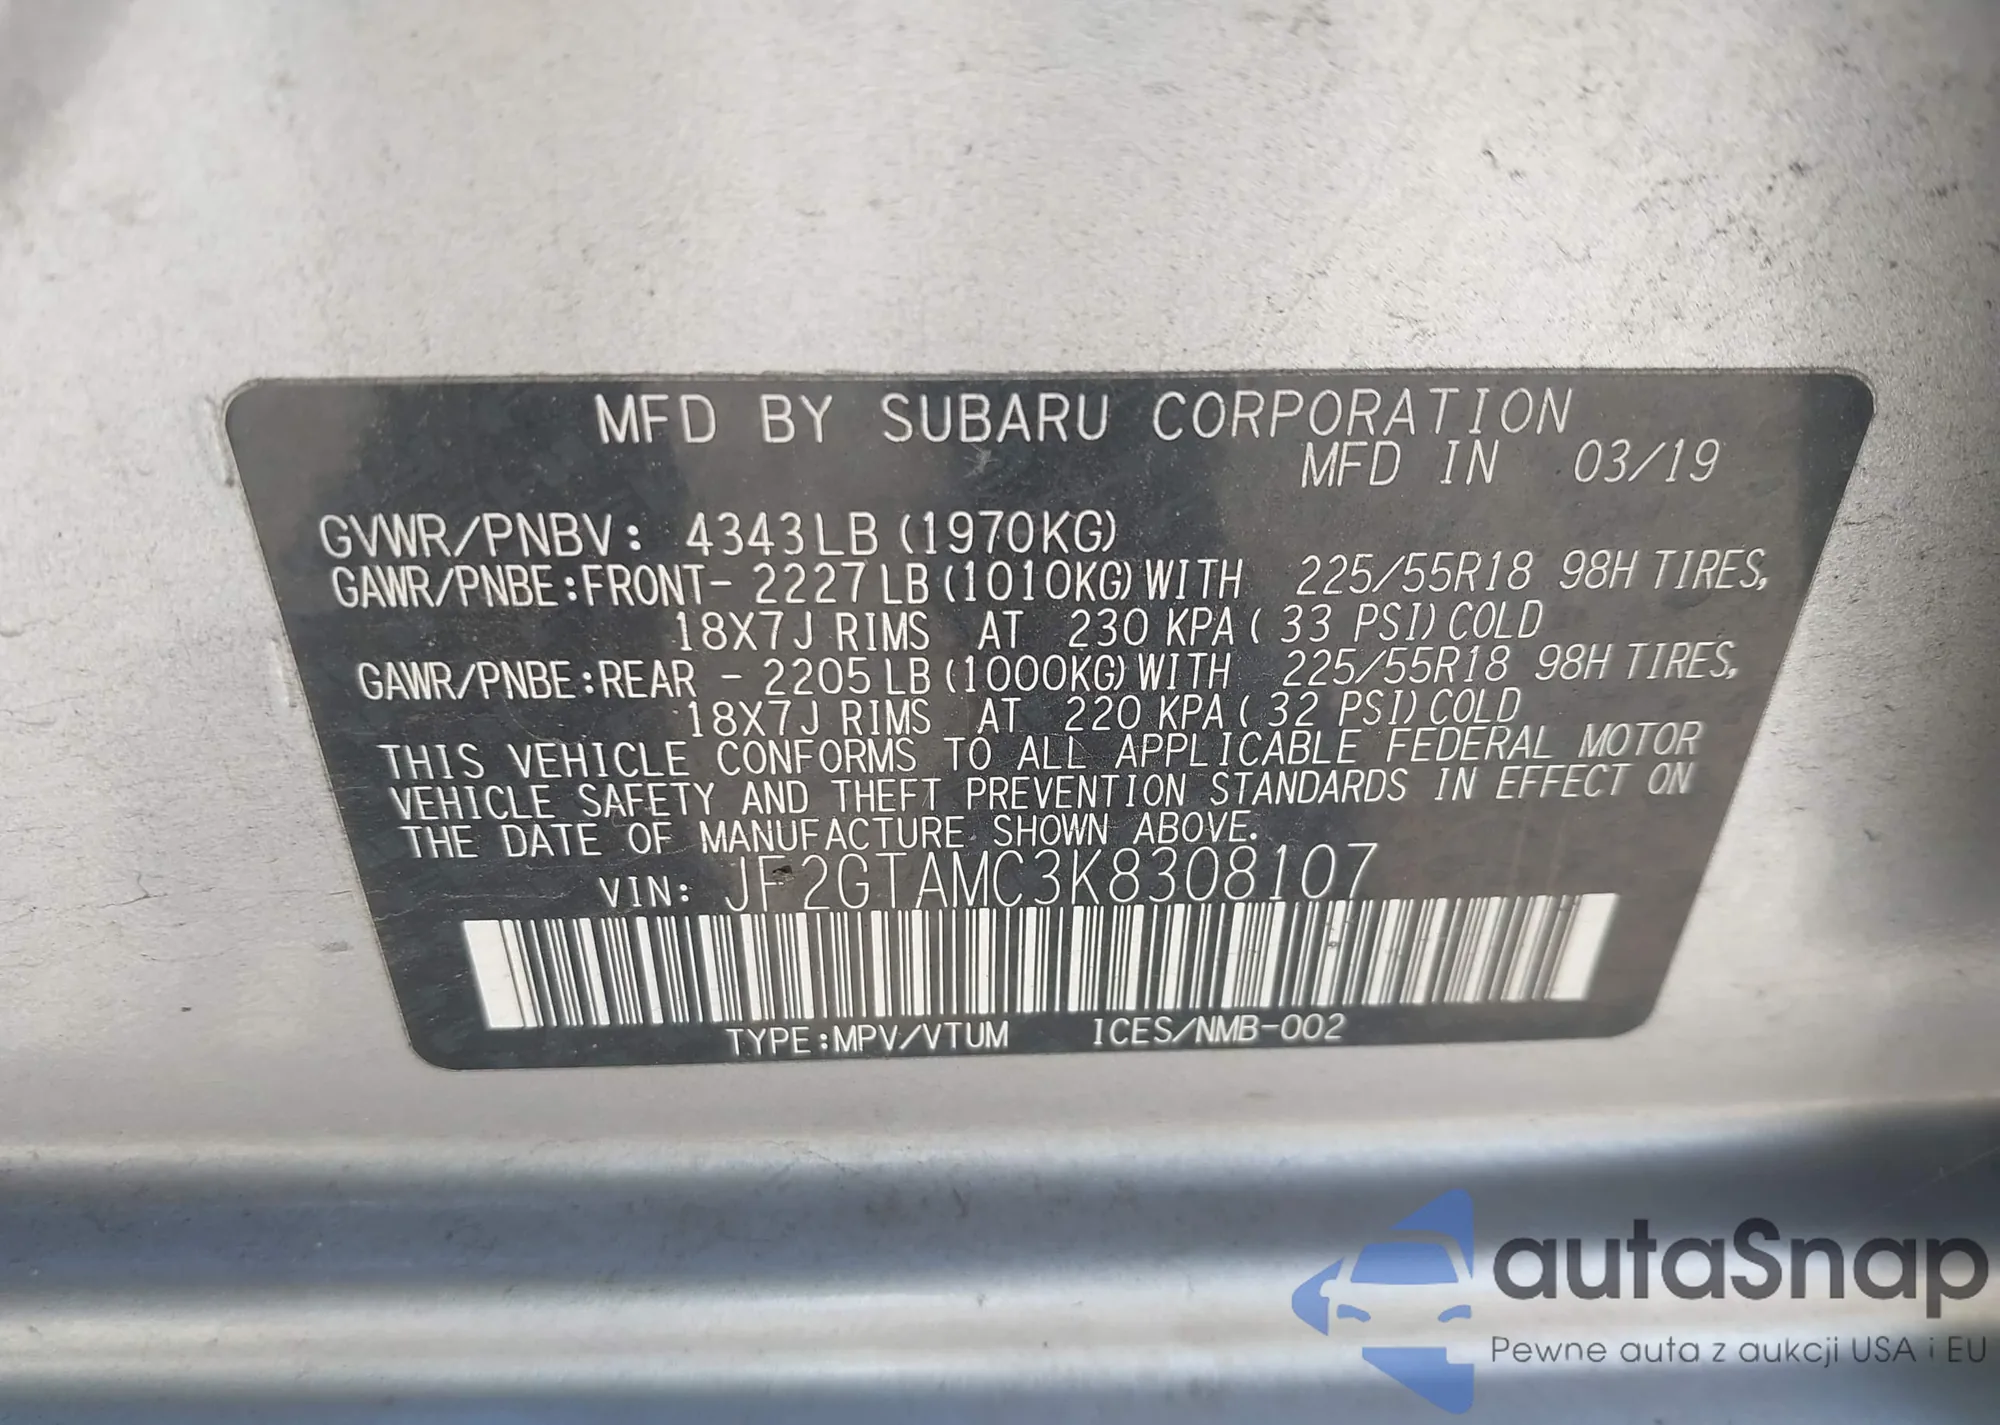 MFD BY SUBARU CORPORATION
MFD IN 03/19
GVWR/PNBV: 4343LB (1970KG)
GAWR/PNBE:FRONT- 2227LB (1010KG) WITH 225/55R18 98H TIRES,
18X7J RIMS AT 230 KPA ( 33 PSI) COLD
GAWR/PNBE:REAR - 2205LB (1000KG) WITH 225/55R18 98H TIRES,
18X7J RIMS AT 220 KPA ( 32 PSI) COLD
THIS VEHICLE CONFORMS TO ALL APPLICABLE FEDERAL MOTOR
VEHICLE SAFETY AND THEFT PREVENTION STANDARDS IN EFFECT ON
THE DATE OF MANUFACTURE SHOWN ABOVE.
VIN: JF2GTAMC3K8308107
TYPE:MPV/VTUM ICES/NMB-002
autaSnap
Pewne auta z aukcji USA i EU